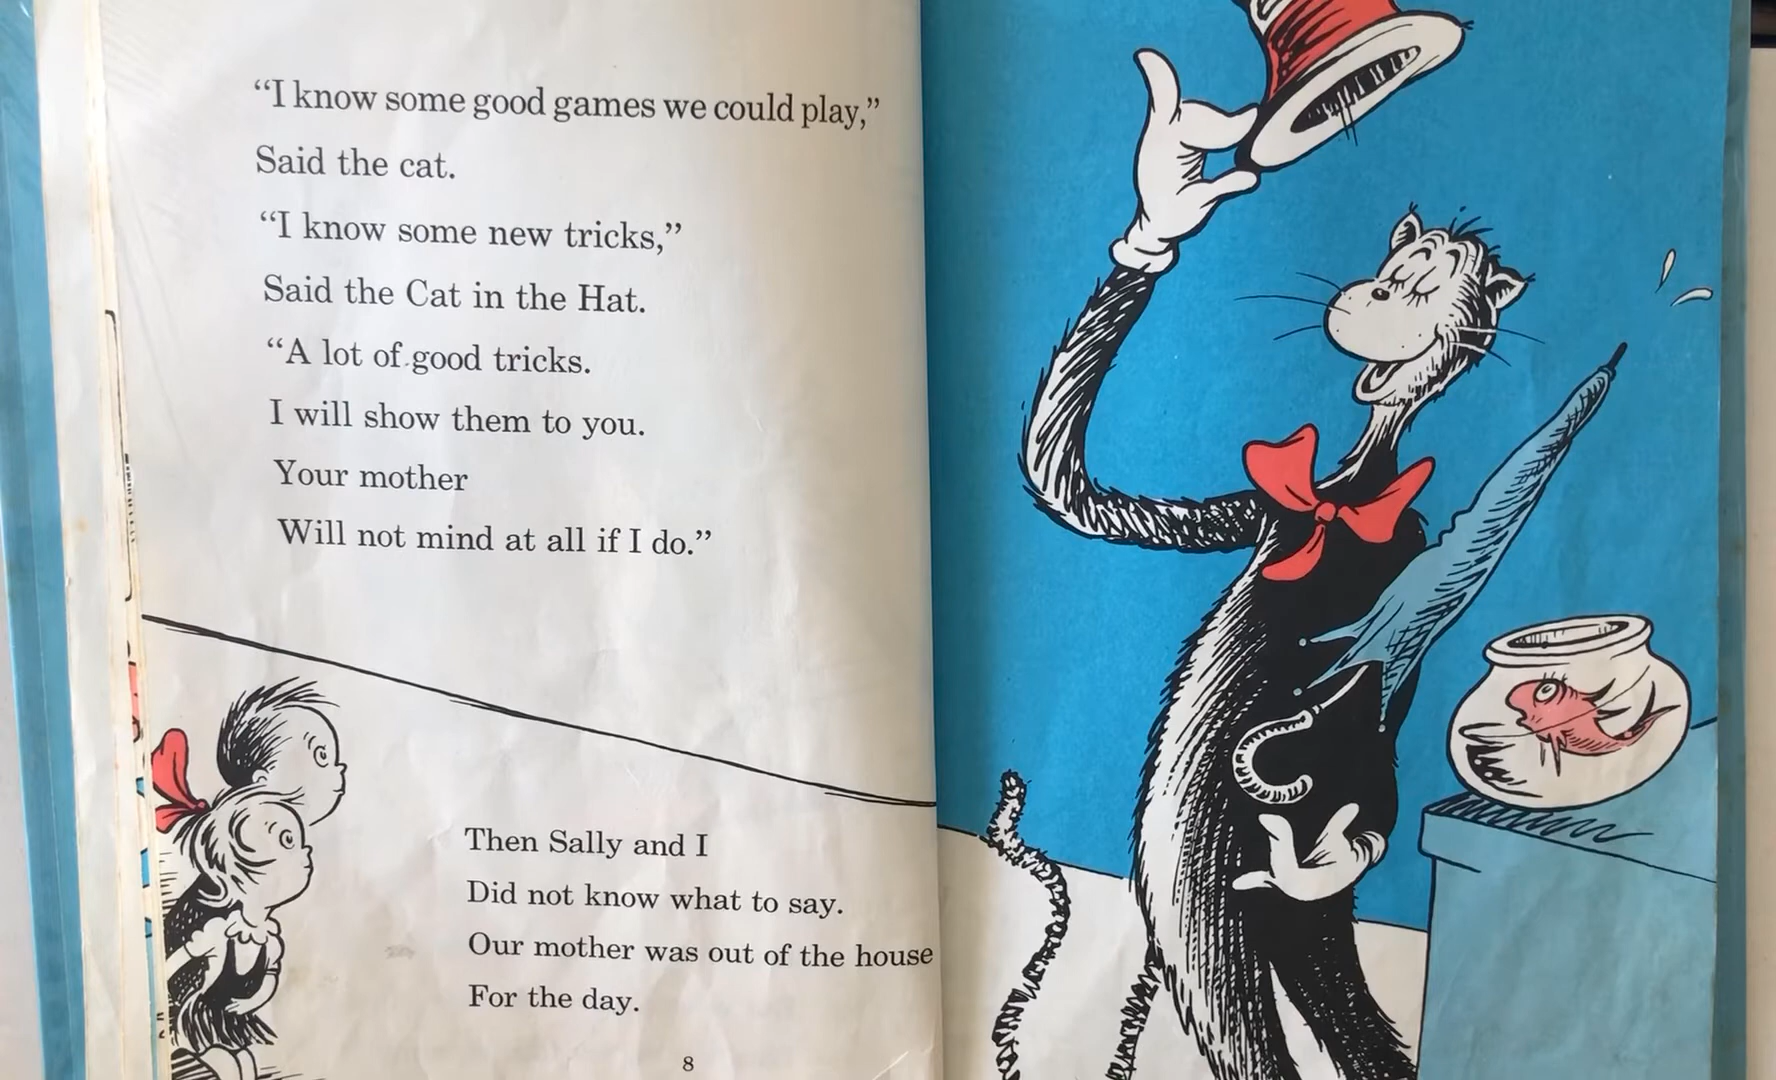 “I know some good games we could play,”
Said the cat.
“I know some new tricks,”
Said the Cat in the Hat.
“A lot of good tricks.
I will show them to you.
Your mother
Will not mind at all if I do.”
Then Sally and I
Did not know what to say.
Our mother was out of the house
For the day.
8